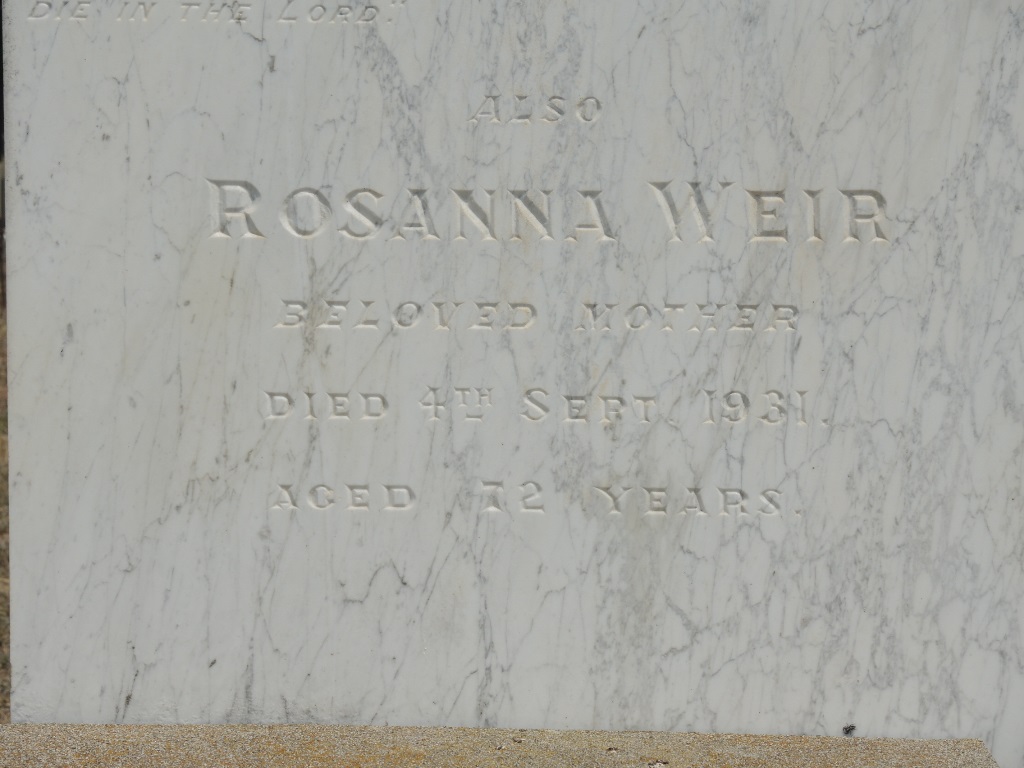 DIE IN THE LORD."
ALSO
ROSANNA WEIR
BELOVED MOTHER
DIED 4TH SEPT. 1931.
AGED 72 YEARS.